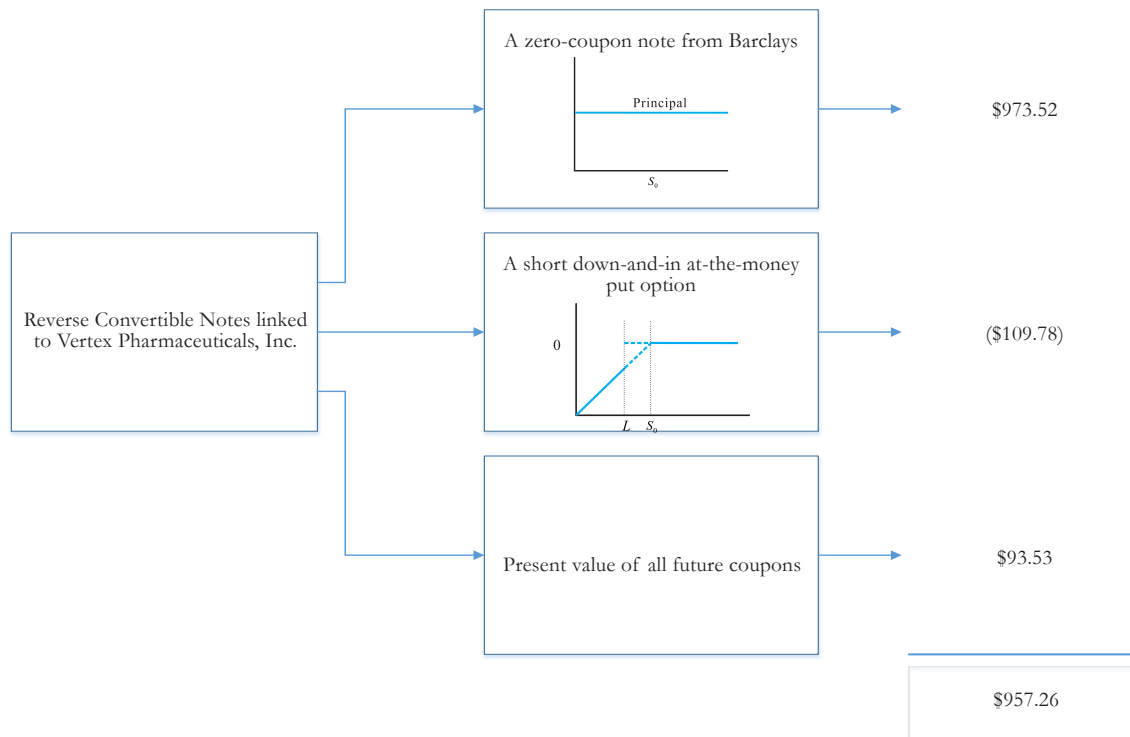 A zero-coupon note from Barclays
Principal
S₀
$973.52
Reverse Convertible Notes linked
to Vertex Pharmaceuticals, Inc.
A short down-and-in at-the-money
put option
0
L S₀
($109.78)
Present value of all future coupons
$93.53
$957.26